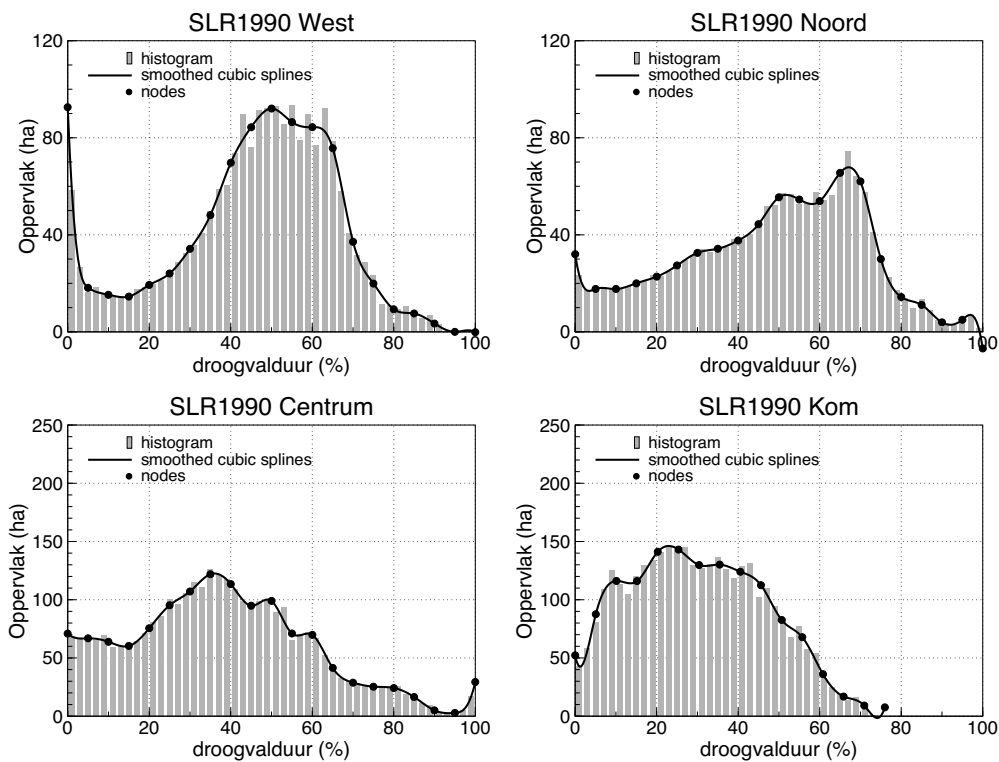 SLR1990 West
120
80
40
0
Oppervlak (ha)
histogram
smoothed cubic splines
nodes
0 20 40 60 80 100
droogvalduur (%)
SLR1990 Noord
120
80
40
0
Oppervlak (ha)
histogram
smoothed cubic splines
nodes
0 20 40 60 80 100
droogvalduur (%)
SLR1990 Centrum
250
200
150
100
50
0
Oppervlak (ha)
histogram
smoothed cubic splines
nodes
0 20 40 60 80 100
droogvalduur (%)
SLR1990 Kom
250
200
150
100
50
0
Oppervlak (ha)
histogram
smoothed cubic splines
nodes
0 20 40 60 80 100
droogvalduur (%)